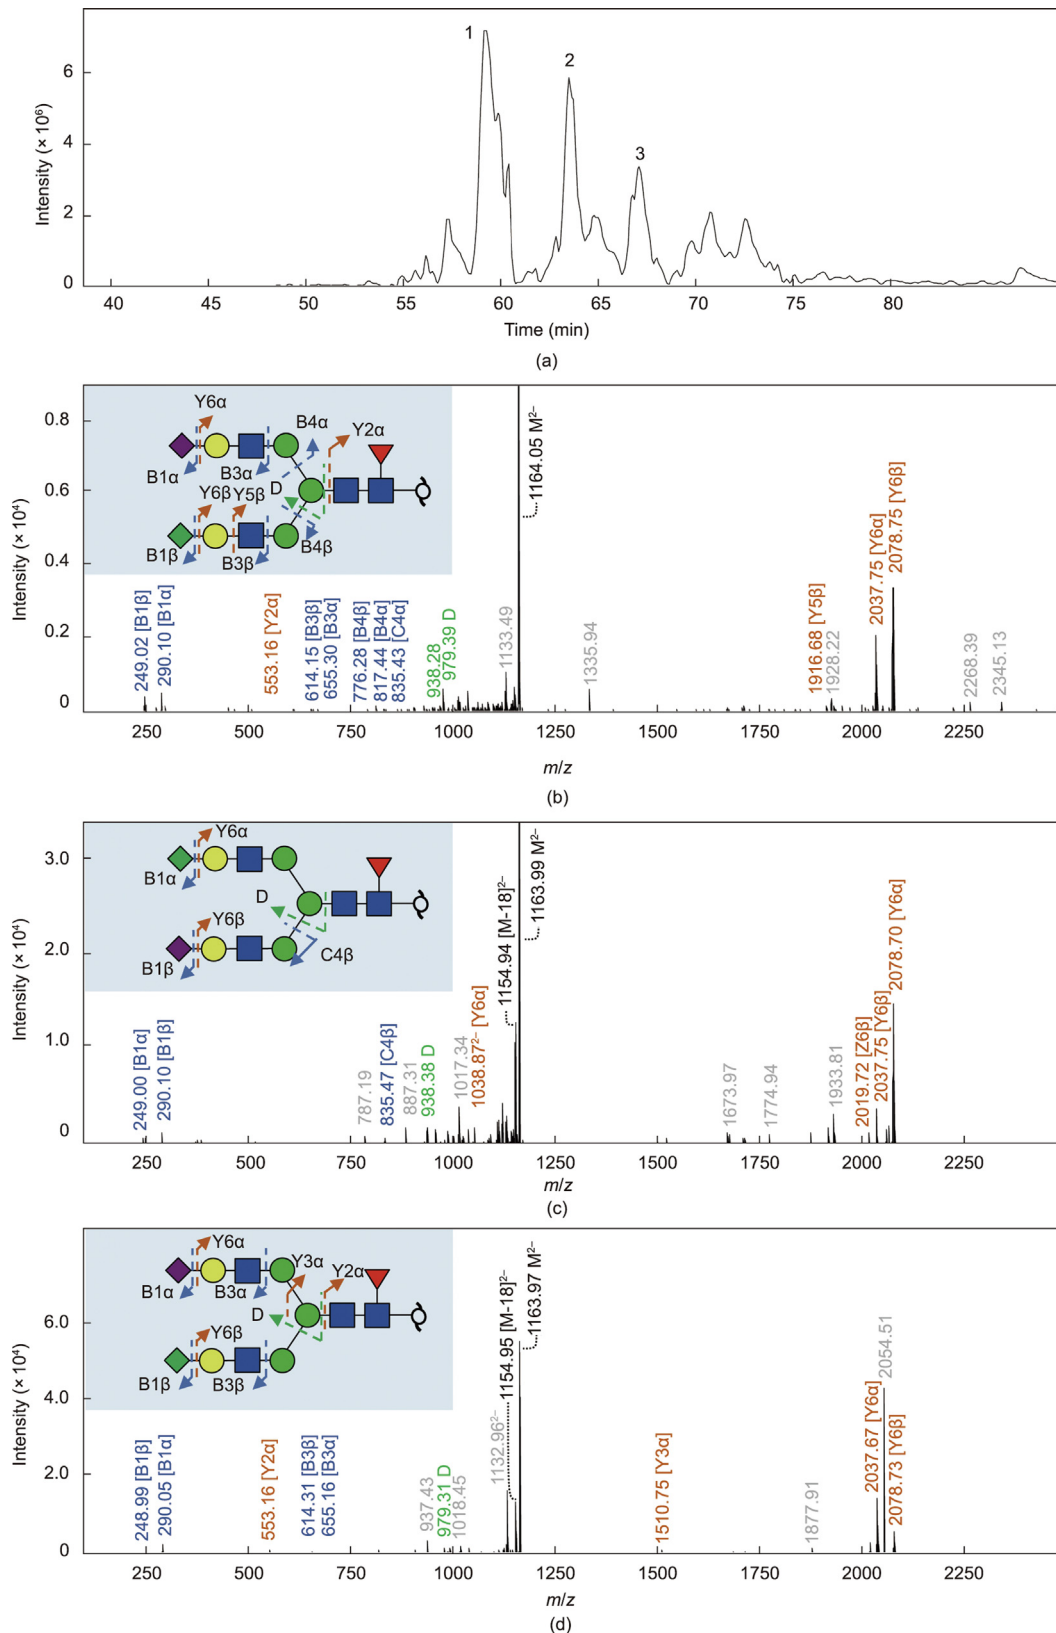 1
2
3
6
4
2
0
Intensity (× 10⁶)
40 45 50 55 60 65 70 75 80
Time (min)
(a)
0.8
0.6
0.4
0.2
0
Intensity (× 10⁴)
Y6α
B4α
Y2α
B1α
B3α
D
Y6β
Y5β
B1β
B3β
B4β
249.02 [B1β]
290.10 [B1α]
553.16 [Y2α]
614.15 [B3β]
655.30 [B3α]
776.28 [B4β]
817.44 [B4α]
835.43 [C4α]
938.28
979.39 D
1133.49
1164.05 M²⁻
1335.94
1916.68 [Y5β]
1928.22
2037.75 [Y6α]
2078.75 [Y6β]
2268.39
2345.13
250 500 750 1000 1250 1500 1750 2000 2250
m/z
(b)
3.0
2.0
1.0
0
Intensity (× 10⁴)
Y6α
B1α
D
Y6β
B1β
C4β
249.00 [B1α]
290.10 [B1β]
787.19
835.47 [C4β]
887.31
938.38 D
1017.34
1038.87²⁻ [Y6α]
1154.94 [M-18]²⁻
1163.99 M²⁻
1673.97
1774.94
1933.81
2019.72 [Z6β]
2037.75 [Y6β]
2078.70 [Y6α]
250 500 750 1000 1250 1500 1750 2000 2250
m/z
(c)
6.0
4.0
2.0
0
Intensity (× 10⁴)
Y6α
Y3α
Y2α
B1α
B3α
D
Y6β
B1β
B3β
248.99 [B1β]
290.05 [B1α]
553.16 [Y2α]
614.31 [B3β]
655.16 [B3α]
937.43
979.31 D
1018.45
1132.96²⁻
1154.95 [M-18]²⁻
1163.97 M²⁻
1510.75 [Y3α]
1877.91
2037.67 [Y6α]
2054.51
2078.73 [Y6β]
250 500 750 1000 1250 1500 1750 2000 2250
m/z
(d)